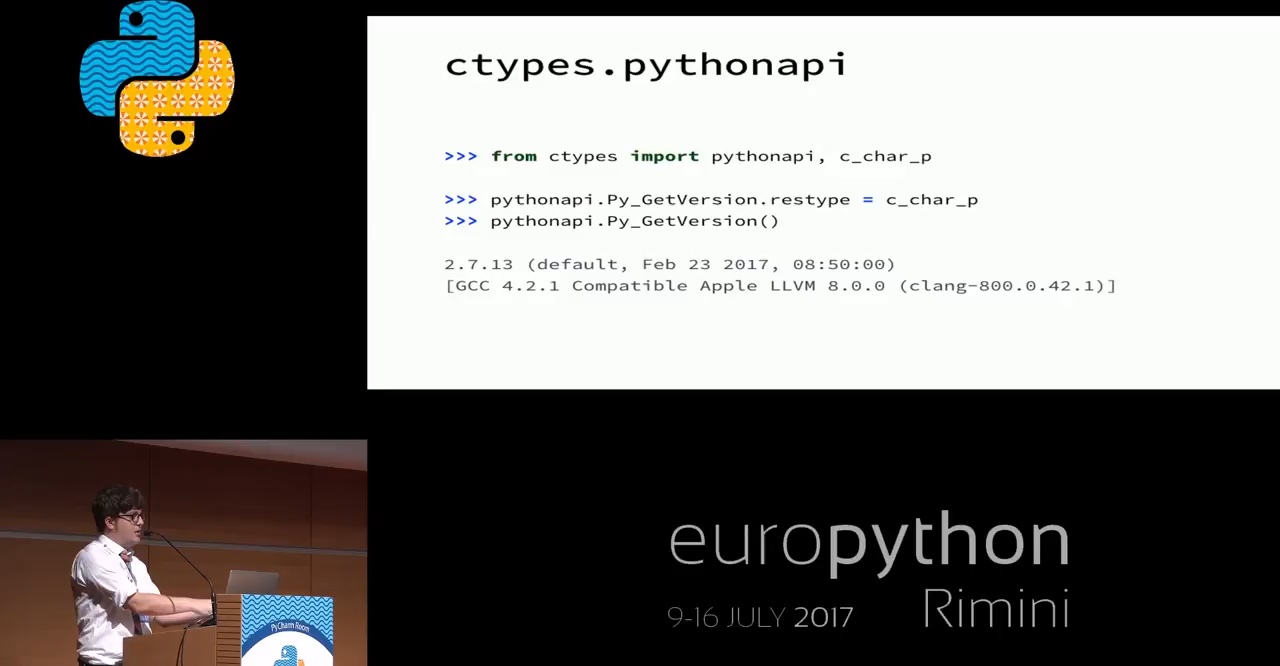 ctypes.pythonapi
>>> from ctypes import pythonapi, c_char_p
>>> pythonapi.Py_GetVersion.restype = c_char_p
>>> pythonapi.Py_GetVersion()
2.7.13 (default, Feb 23 2017, 08:50:00)
[GCC 4.2.1 Compatible Apple LLVM 8.0.0 (clang-800.0.42.1)]
europython
9-16 JULY 2017 Rimini
PyCharm Room